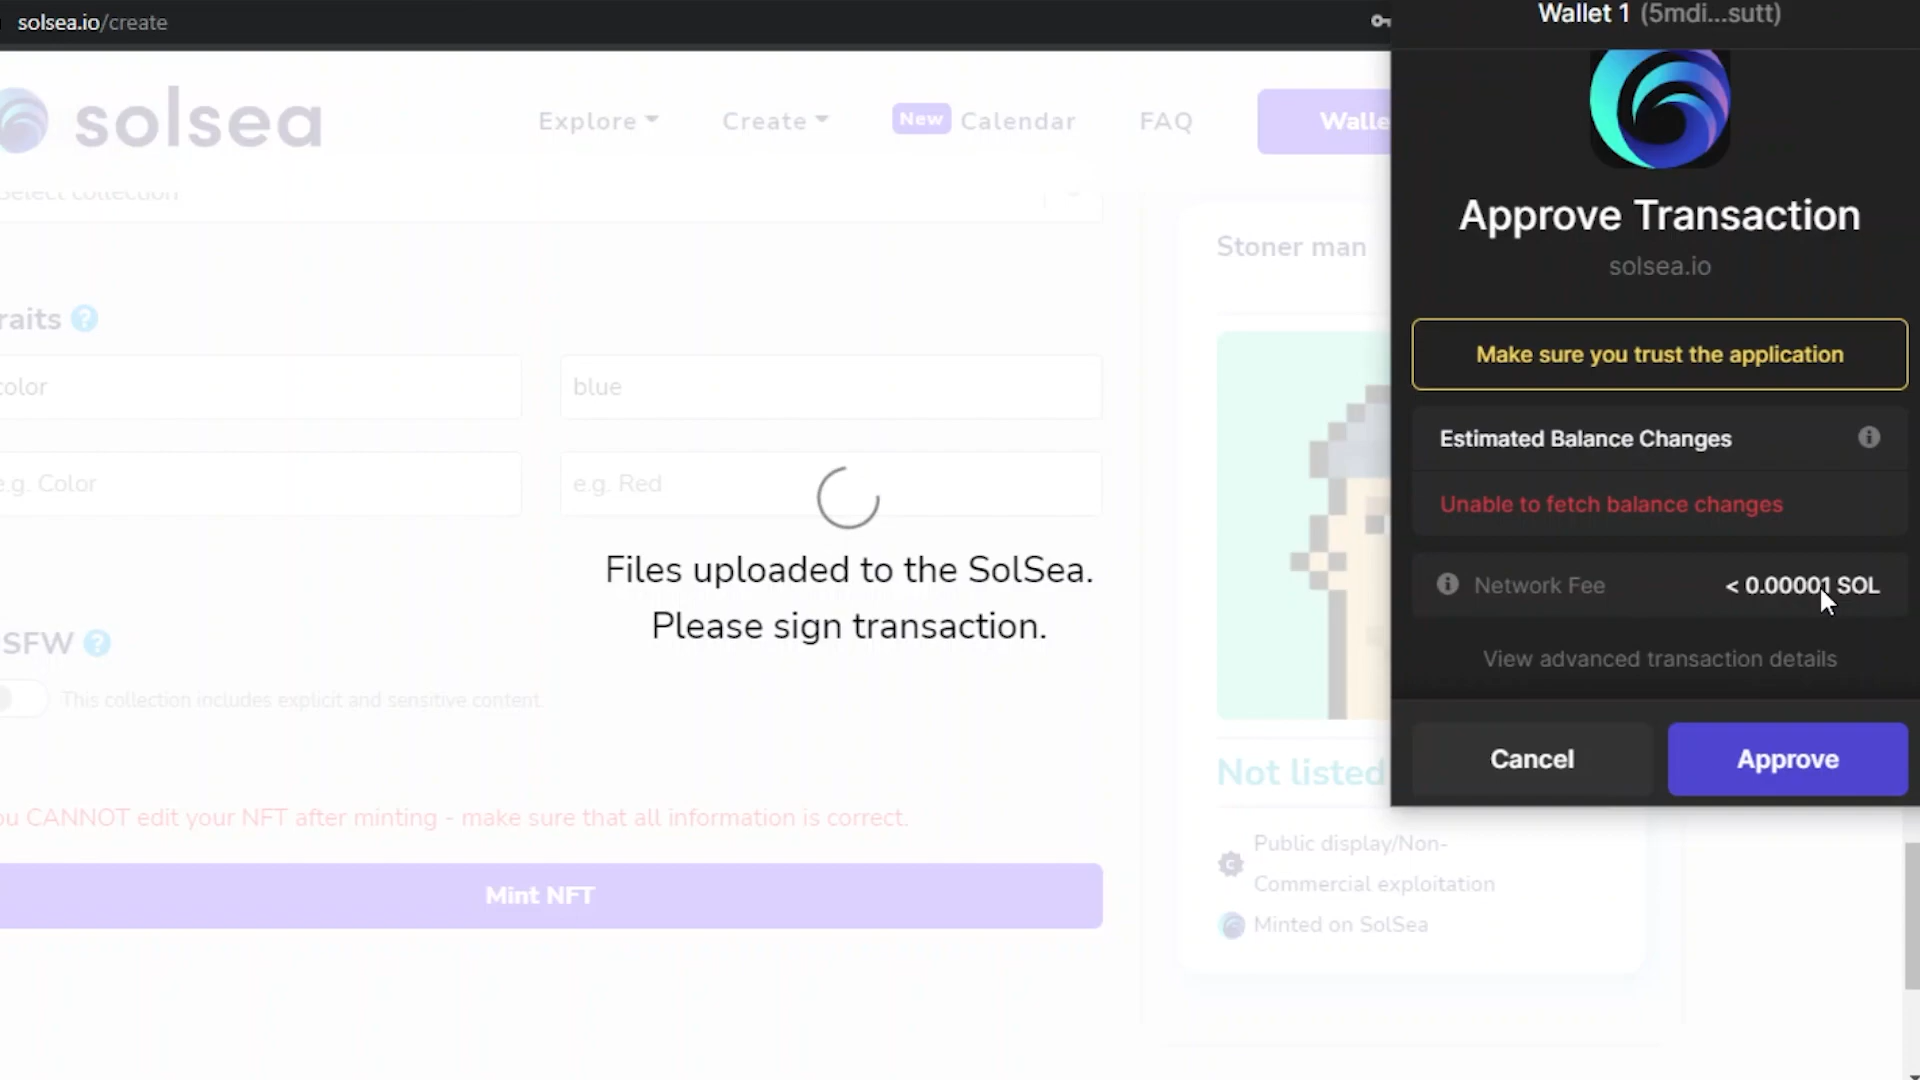 solsea.io/create
Wallet 1 (5mdi...sutt)
solsea
Explore
Create
New Calendar
FAQ
Walle
Select collection
Stoner man
raits ?
color
blue
e.g. Color
e.g. Red
Files uploaded to the SolSea.
Please sign transaction.
SFW ?
This collection includes explicit and sensitive content.
Not listed
ou CANNOT edit your NFT after minting - make sure that all information is correct.
Mint NFT
Public display/Non-
Commercial exploitation
Minted on SolSea
Approve Transaction
solsea.io
Make sure you trust the application
Estimated Balance Changes
Unable to fetch balance changes
Network Fee < 0.00001 SOL
View advanced transaction details
Cancel
Approve